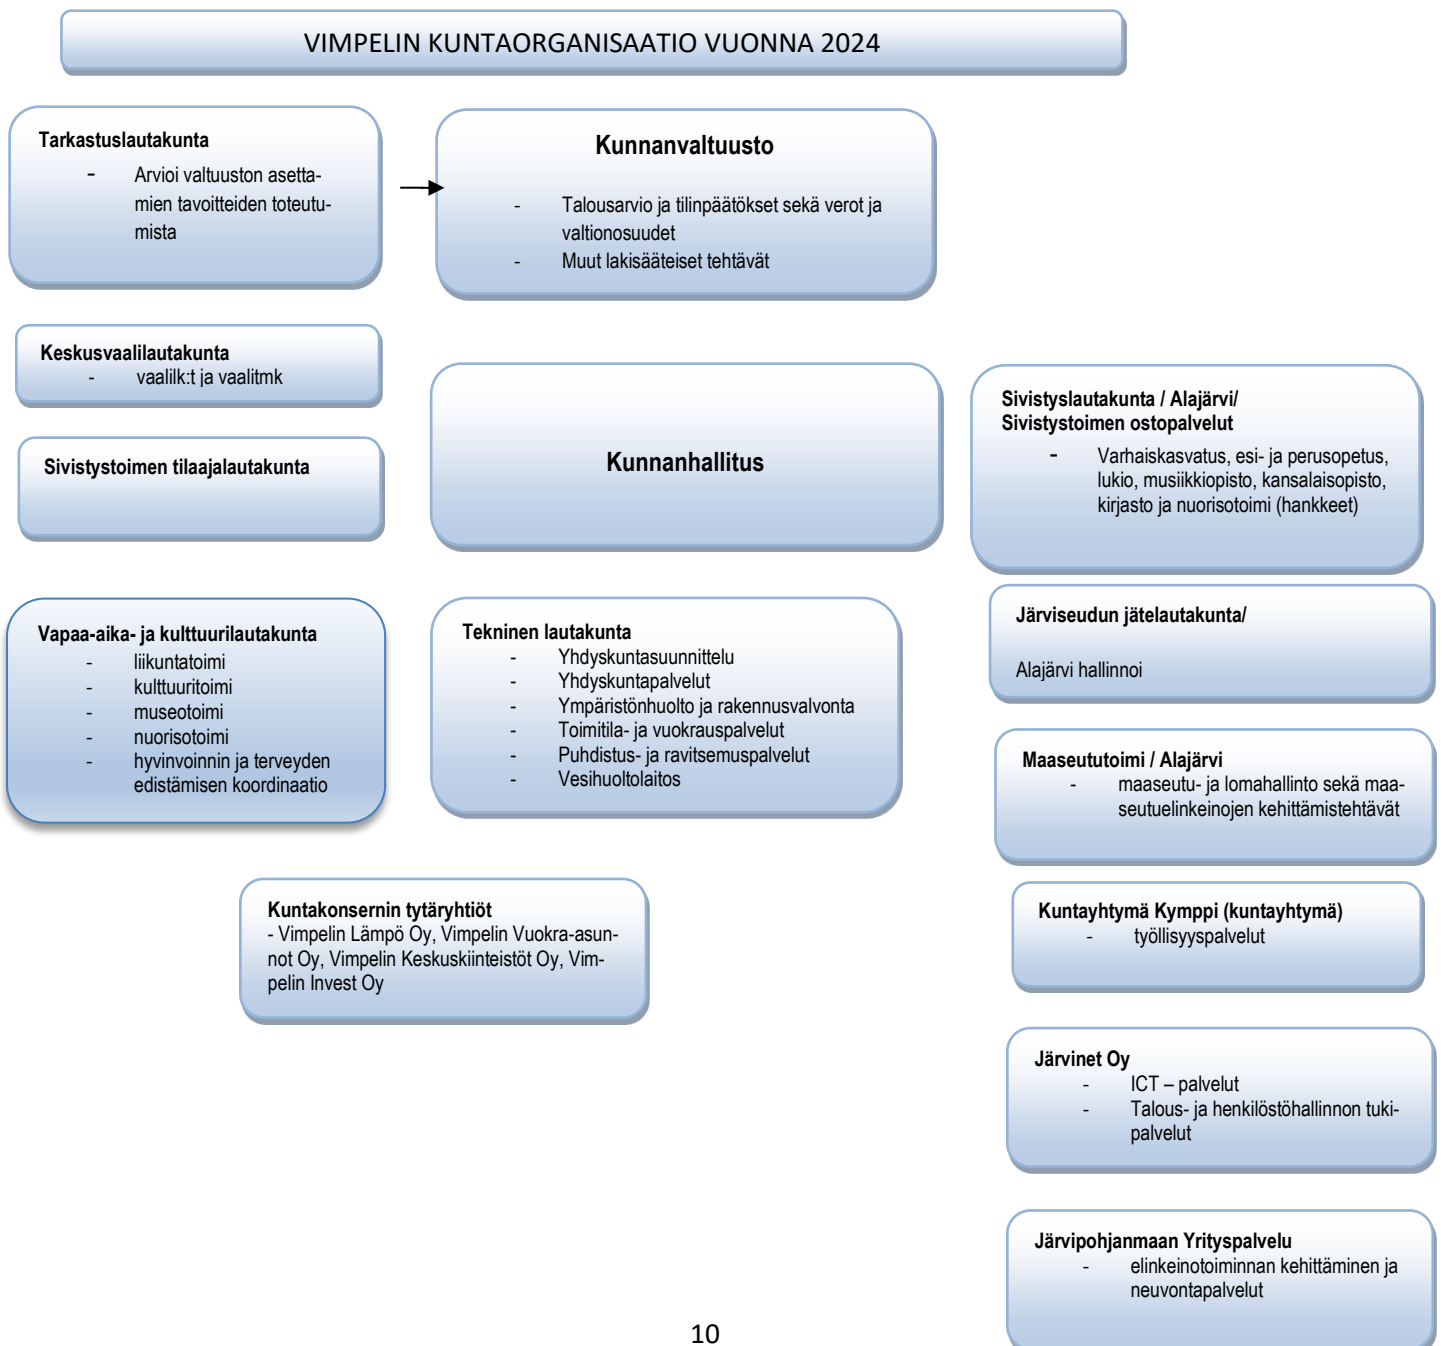 VIMPELIN KUNTAORGANISAATIO VUONNA 2024
Tarkastuslautakunta
- Arvioi valtuuston asetta-
mien tavoitteiden toteutu-
mista
Kunnanvaltuusto
- Talousarvio ja tilinpäätökset sekä verot ja
valtionosuudet
- Muut lakisääteiset tehtävät
Keskusvaalilautakunta
- vaalilk:t ja vaalitmk
Sivistystoimen tilaajalautakunta
Kunnanhallitus
Sivistyslautakunta / Alajärvi/
Sivistystoimen ostopalvelut
- Varhaiskasvatus, esi- ja perusopetus,
lukio, musiikkiopisto, kansalaisopisto,
kirjasto ja nuorisotoimi (hankkeet)
Vapaa-aika- ja kulttuurilautakunta
- liikuntatoimi
- kulttuuritoimi
- museotoimi
- nuorisotoimi
- hyvinvoinnin ja terveyden
edistämisen koordinaatio
Tekninen lautakunta
- Yhdyskuntasuunnittelu
- Yhdyskuntapalvelut
- Ympäristönhuolto ja rakennusvalvonta
- Toimitila- ja vuokrauspalvelut
- Puhdistus- ja ravitsemuspalvelut
- Vesihuoltolaitos
Järviseudun jätelautakunta/
Alajärvi hallinnoi
Maaseututoimi / Alajärvi
- maaseutu- ja lomahallinto sekä maa-
seutuelinkeinojen kehittämistehtävät
Kuntakonsernin tytäryhtiöt
- Vimpelin Lämpö Oy, Vimpelin Vuokra-asun-
not Oy, Vimpelin Keskuskiinteistöt Oy, Vim-
pelin Invest Oy
Kuntayhtymä Kymppi (kuntayhtymä)
- työllisyyspalvelut
Järvinet Oy
- ICT – palvelut
- Talous- ja henkilöstöhallinnon tuki-
palvelut
Järvipohjanmaan Yrityspalvelu
- elinkeinotoiminnan kehittäminen ja
neuvontapalvelut
10